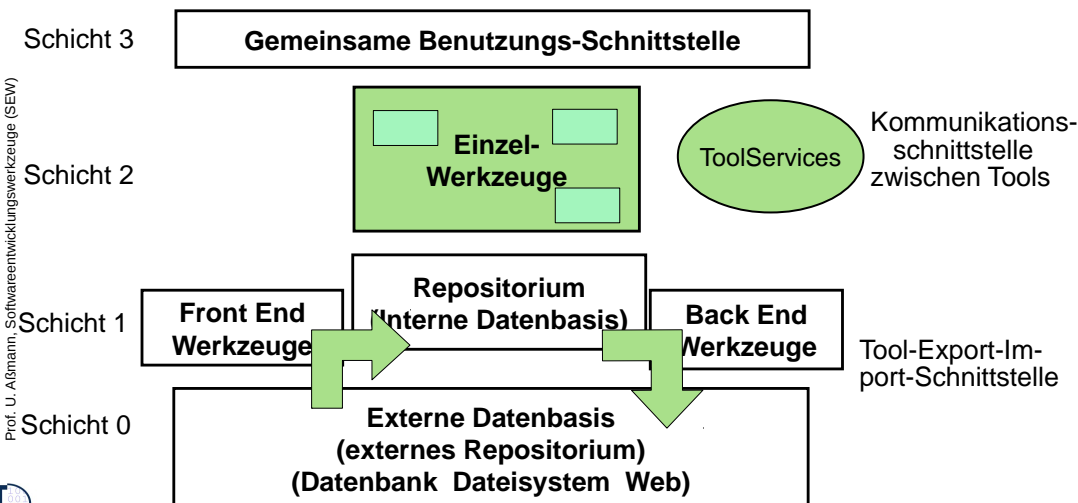 Schicht 3
Gemeinsame Benutzungs-Schnittstelle
Schicht 2
Einzel-
Werkzeuge
ToolServices
Kommunikations-
schnittstelle
zwischen Tools
Schicht 1
Front End
Werkzeuge
Repositorium
(Interne Datenbasis)
Back End
Werkzeuge
Tool-Export-Im-
port-Schnittstelle
Schicht 0
Externe Datenbasis
(externes Repositorium)
(Datenbank Dateisystem Web)
Prof. U. Aßmann, Softwareentwicklungswerkzeuge (SEW)